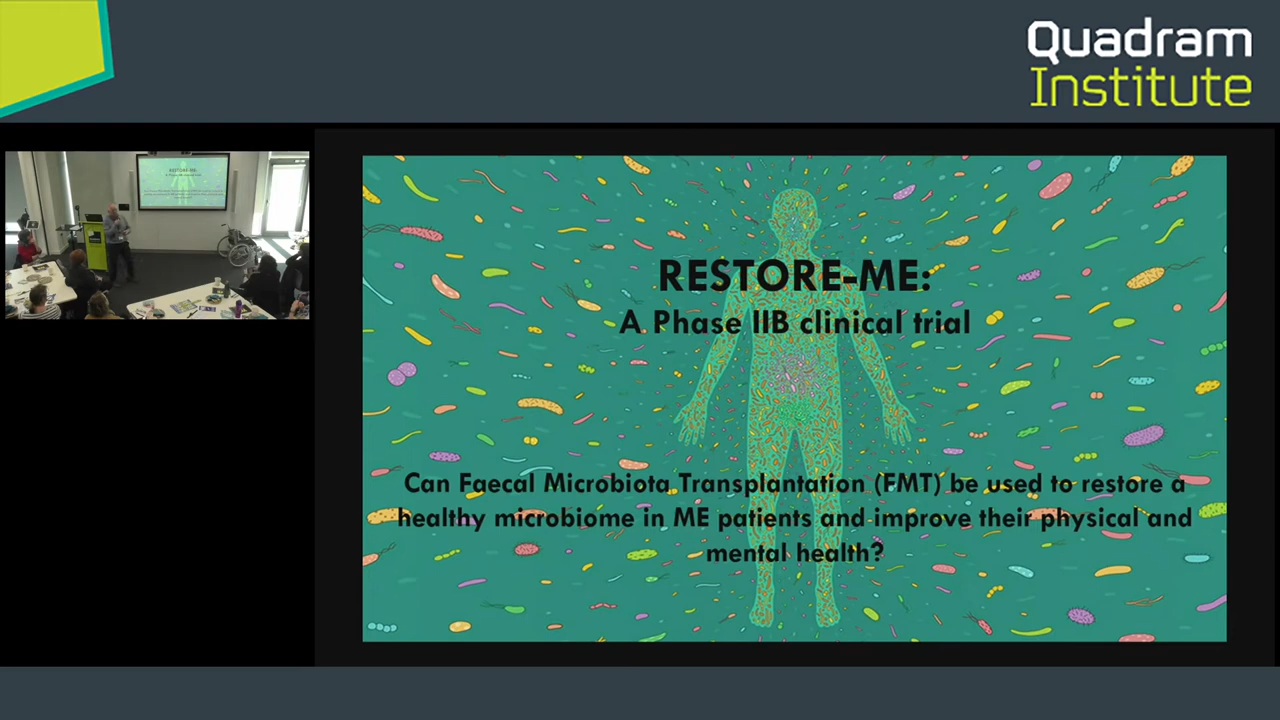 Quadram
Institute
RESTORE-ME:
A Phase IIB clinical trial
Can Faecal Microbiota Transplantation (FMT) be used to restore a
healthy microbiome in ME patients and improve their physical and
mental health?